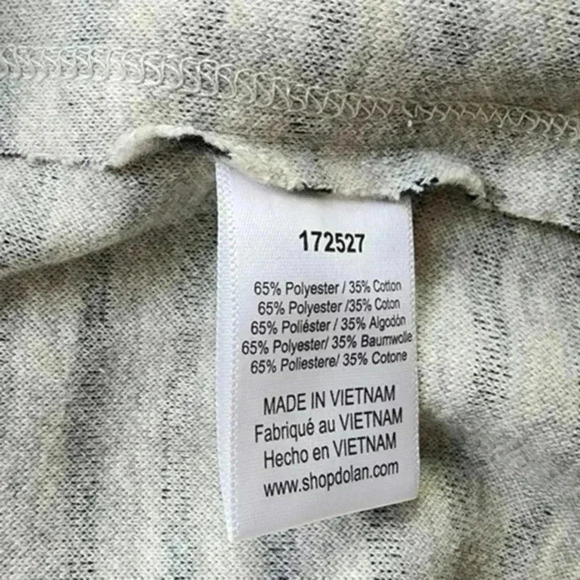 172527
65% Polyester / 35% Cotton
65% Polyester /35% Coton
65% Poliéster / 35% Algodón
65% Polyester/ 35% Baumwolle
65% Poliestere/ 35% Cotone
MADE IN VIETNAM
Fabriqué au VIETNAM
Hecho en VIETNAM
www.shopdolan.com